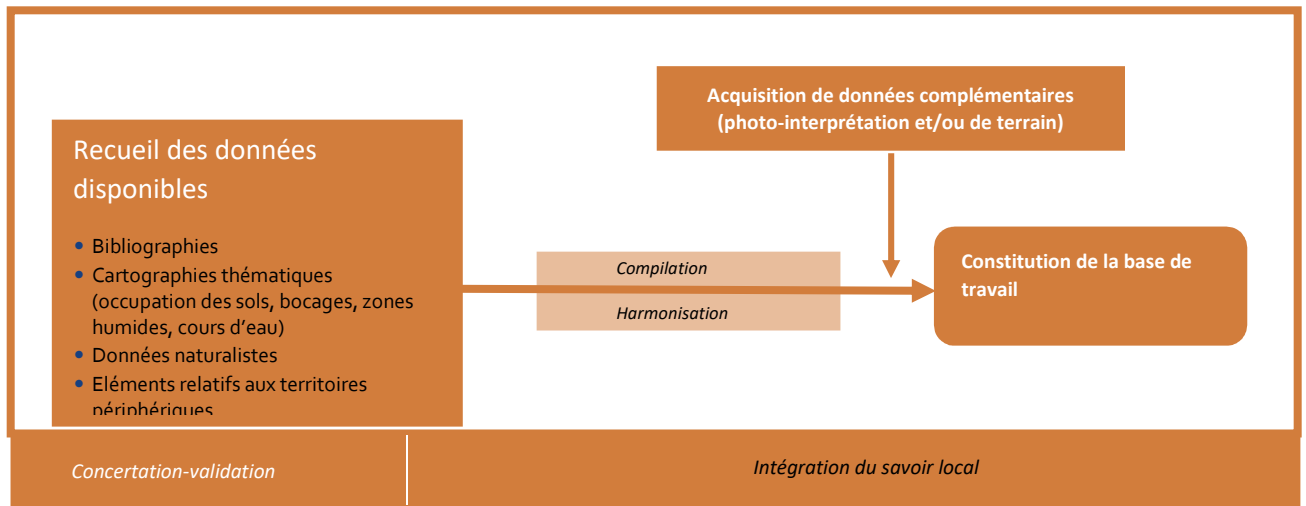 Acquisition de données complémentaires
(photo-interprétation et/ou de terrain)
Recueil des données
disponibles
• Bibliographies
• Cartographies thématiques
(occupation des sols, bocages, zones
humides, cours d’eau)
• Données naturalistes
• Eléments relatifs aux territoires
périphériques
Compilation
Harmonisation
Constitution de la base de
travail
Concertation-validation
Intégration du savoir local